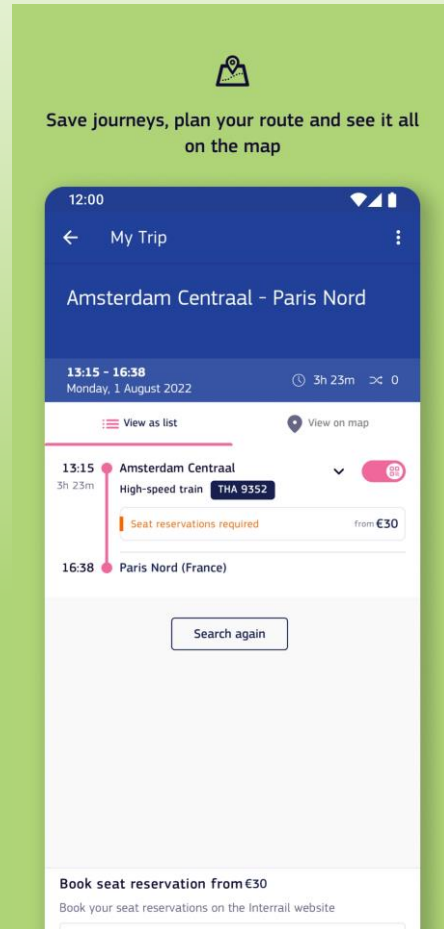 Save journeys, plan your route and see it all
on the map
12:00
My Trip
Amsterdam Centraal - Paris Nord
13:15 - 16:38
Monday, 1 August 2022
3h 23m
0
View as list
View on map
13:15
Amsterdam Centraal
3h 23m
High-speed train
THA 9352
Seat reservations required
from €30
16:38
Paris Nord (France)
Search again
Book seat reservation from €30
Book your seat reservations on the Interrail website